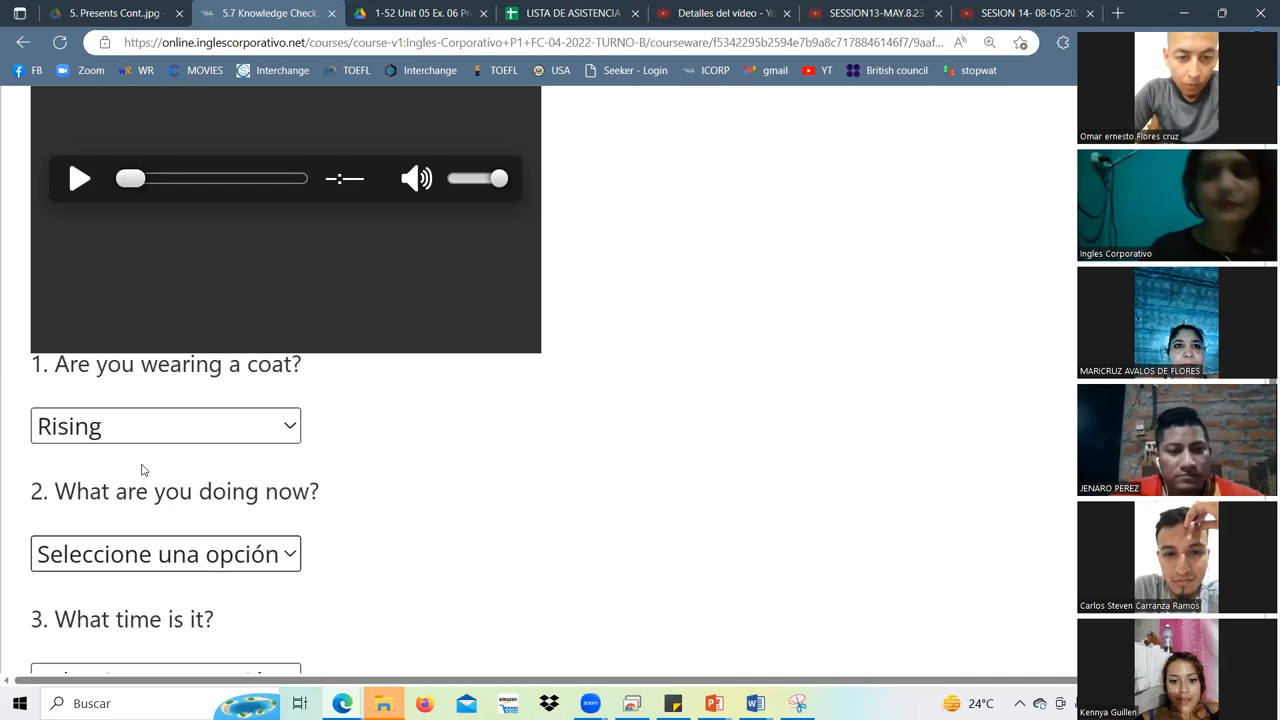 5. Presents Cont..jpg -
5.7 Knowledge Check.
1-52 Unit 05 Ex. 06 Pr
LISTA DE ASISTENCIA
Detalles del vídeo - Yo
SESSION13-MAY.8.23
SESION 14- 08-05-20
https://online.inglescorporativo.net/courses/course-v1:Ingles-Corporativo+P1+FC-04-2022-TURNO-B/courseware/f5342295b2594e7b9a8c7178846146f7/9aaf...
FB
Zoom
WR
MOVIES
Interchange
TOEFL
Interchange
TOEFL
USA
Seeker - Login
ICORP
gmail
YT
British council
stopwat
Omar ernesto Flores cruz
Ingles Corporativo
MARICRUZ AVALOS DE FLORES
JENARO PEREZ
Carlos Steven Carranza Ramos
Kennya Guillen
-:--
1. Are you wearing a coat?
Rising
2. What are you doing now?
Seleccione una opción
3. What time is it?
Buscar
24°C